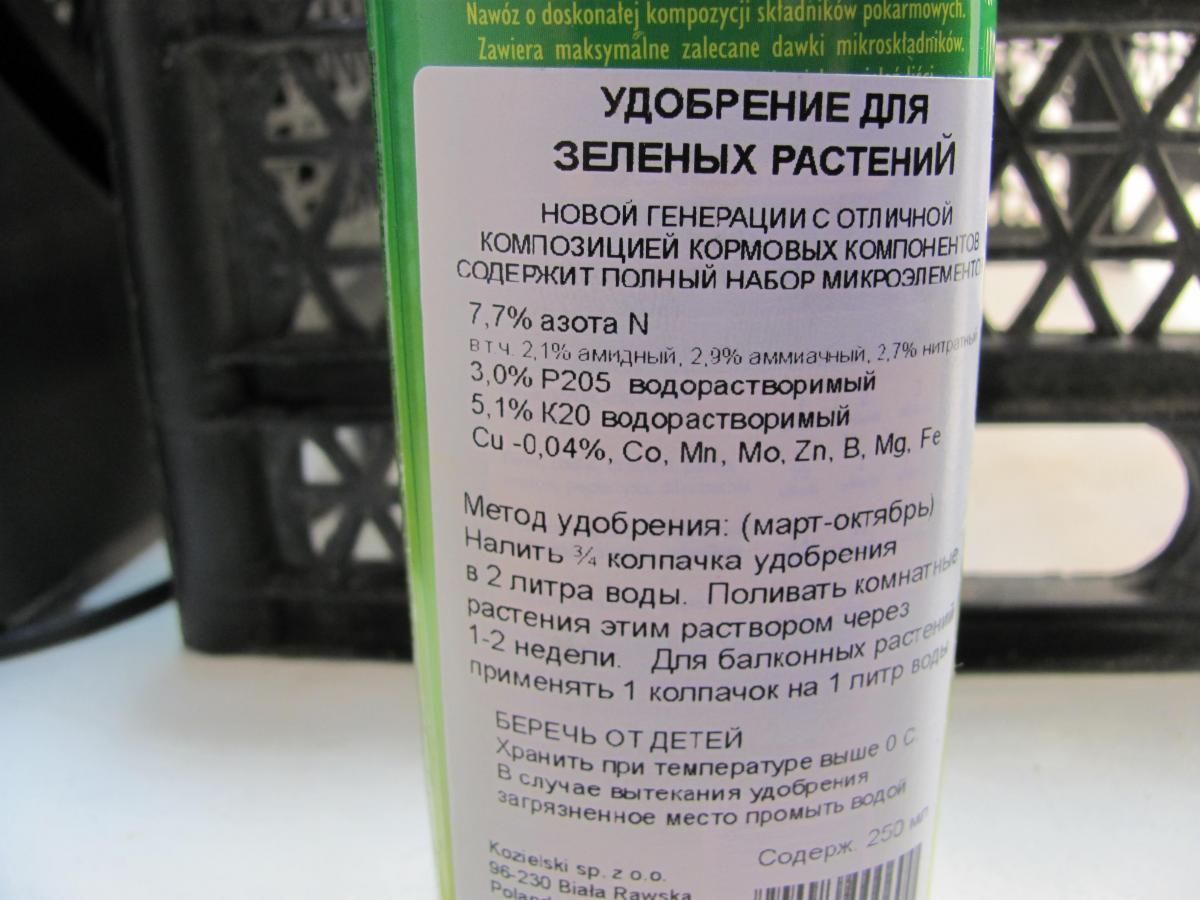 Nawóz o doskonałej kompozycji składników pokarmowych.
Zawiera maksymalne zalecane dawki mikroskładników.
УДОБРЕНИЕ ДЛЯ
ЗЕЛЕНЫХ РАСТЕНИЙ
НОВОЙ ГЕНЕРАЦИИ С ОТЛИЧНОЙ
КОМПОЗИЦИЕЙ КОРМОВЫХ КОМПОНЕНТОВ
СОДЕРЖИТ ПОЛНЫЙ НАБОР МИКРОЭЛЕМЕНТО
7,7% азота N
в т.ч. 2,1% амидный, 2,9% аммиачный, 2,7% нитратный
3,0% P205 водорастворимый
5,1% K20 водорастворимый
Cu -0,04%, Co, Mn, Mo, Zn, B, Mg, Fe
Метод удобрения: (март-октябрь)
Налить ¾ колпачка удобрения
в 2 литра воды. Поливать комнатные
растения этим раствором через
1-2 недели. Для балконных растений
применять 1 колпачок на 1 литр воды
БЕРЕЧЬ ОТ ДЕТЕЙ
Хранить при температуре выше 0 С.
В случае вытекания удобрения
загрязненное место промыть водой
Содерж. 250 мл
Kozielski sp. z o.o.
96-230 Biała Rawska
Poland